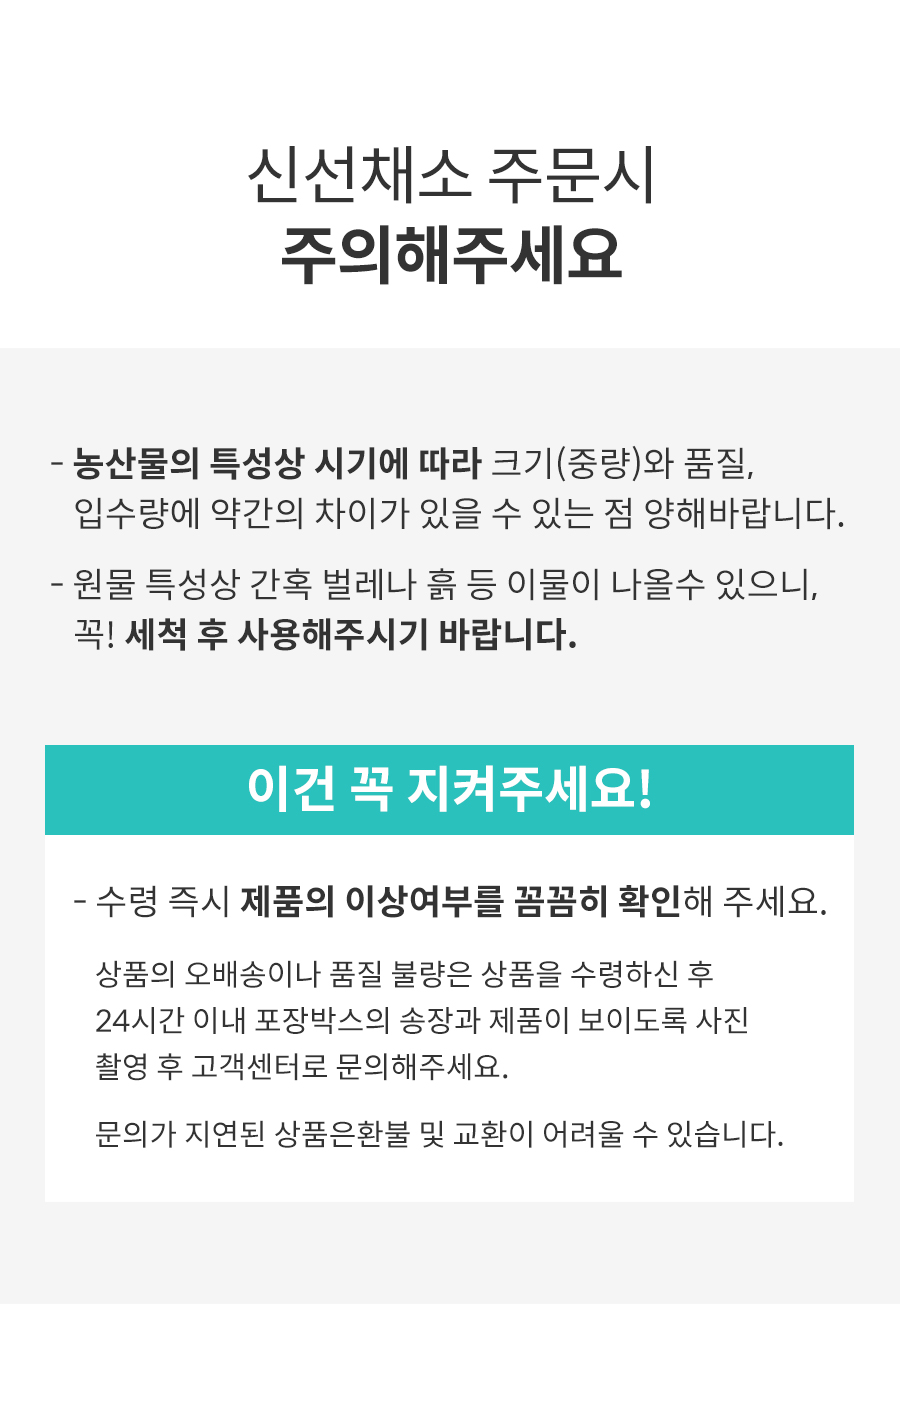 신선채소 주문시
주의해주세요
- 농산물의 특성상 시기에 따라 크기(중량)와 품질,
입수량에 약간의 차이가 있을 수 있는 점 양해바랍니다.
- 원물 특성상 간혹 벌레나 흙 등 이물이 나올수 있으니,
꼭! 세척 후 사용해주시기 바랍니다.
이건 꼭 지켜주세요!
- 수령 즉시 제품의 이상여부를 꼼꼼히 확인해 주세요.
상품의 오배송이나 품질 불량은 상품을 수령하신 후
24시간 이내 포장박스의 송장과 제품이 보이도록 사진
촬영 후 고객센터로 문의해주세요.
문의가 지연된 상품은환불 및 교환이 어려울 수 있습니다.